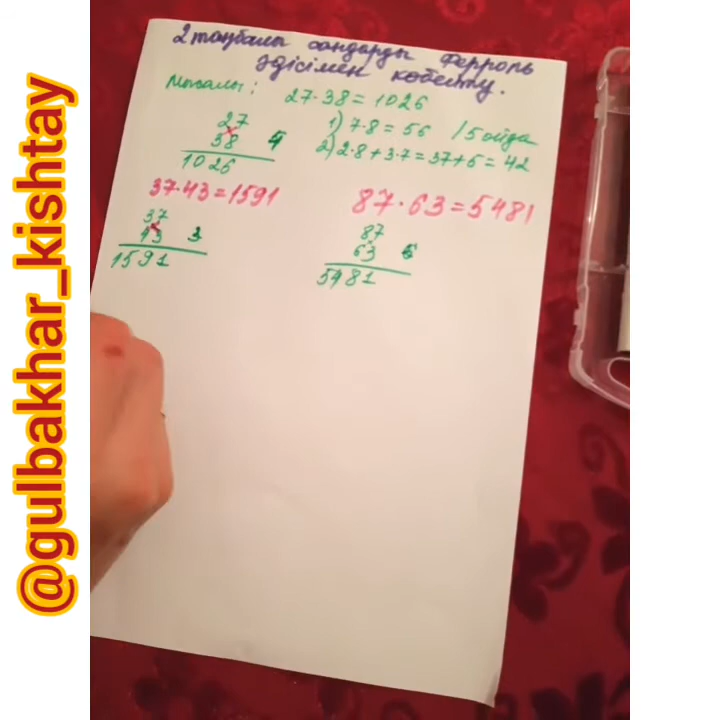 2 таңбалы сандарды Ферроль
әдісімен көбейту.
Мысалы: 27·38=1026
27
38 4
1026
1) 7·8=56 /5 ойда
2) 2·8+3·7=37+5=42
37·43=1591
37
43 3
1591
87·63=5481
87
63 6
5481
@gulbakhar_kishtay